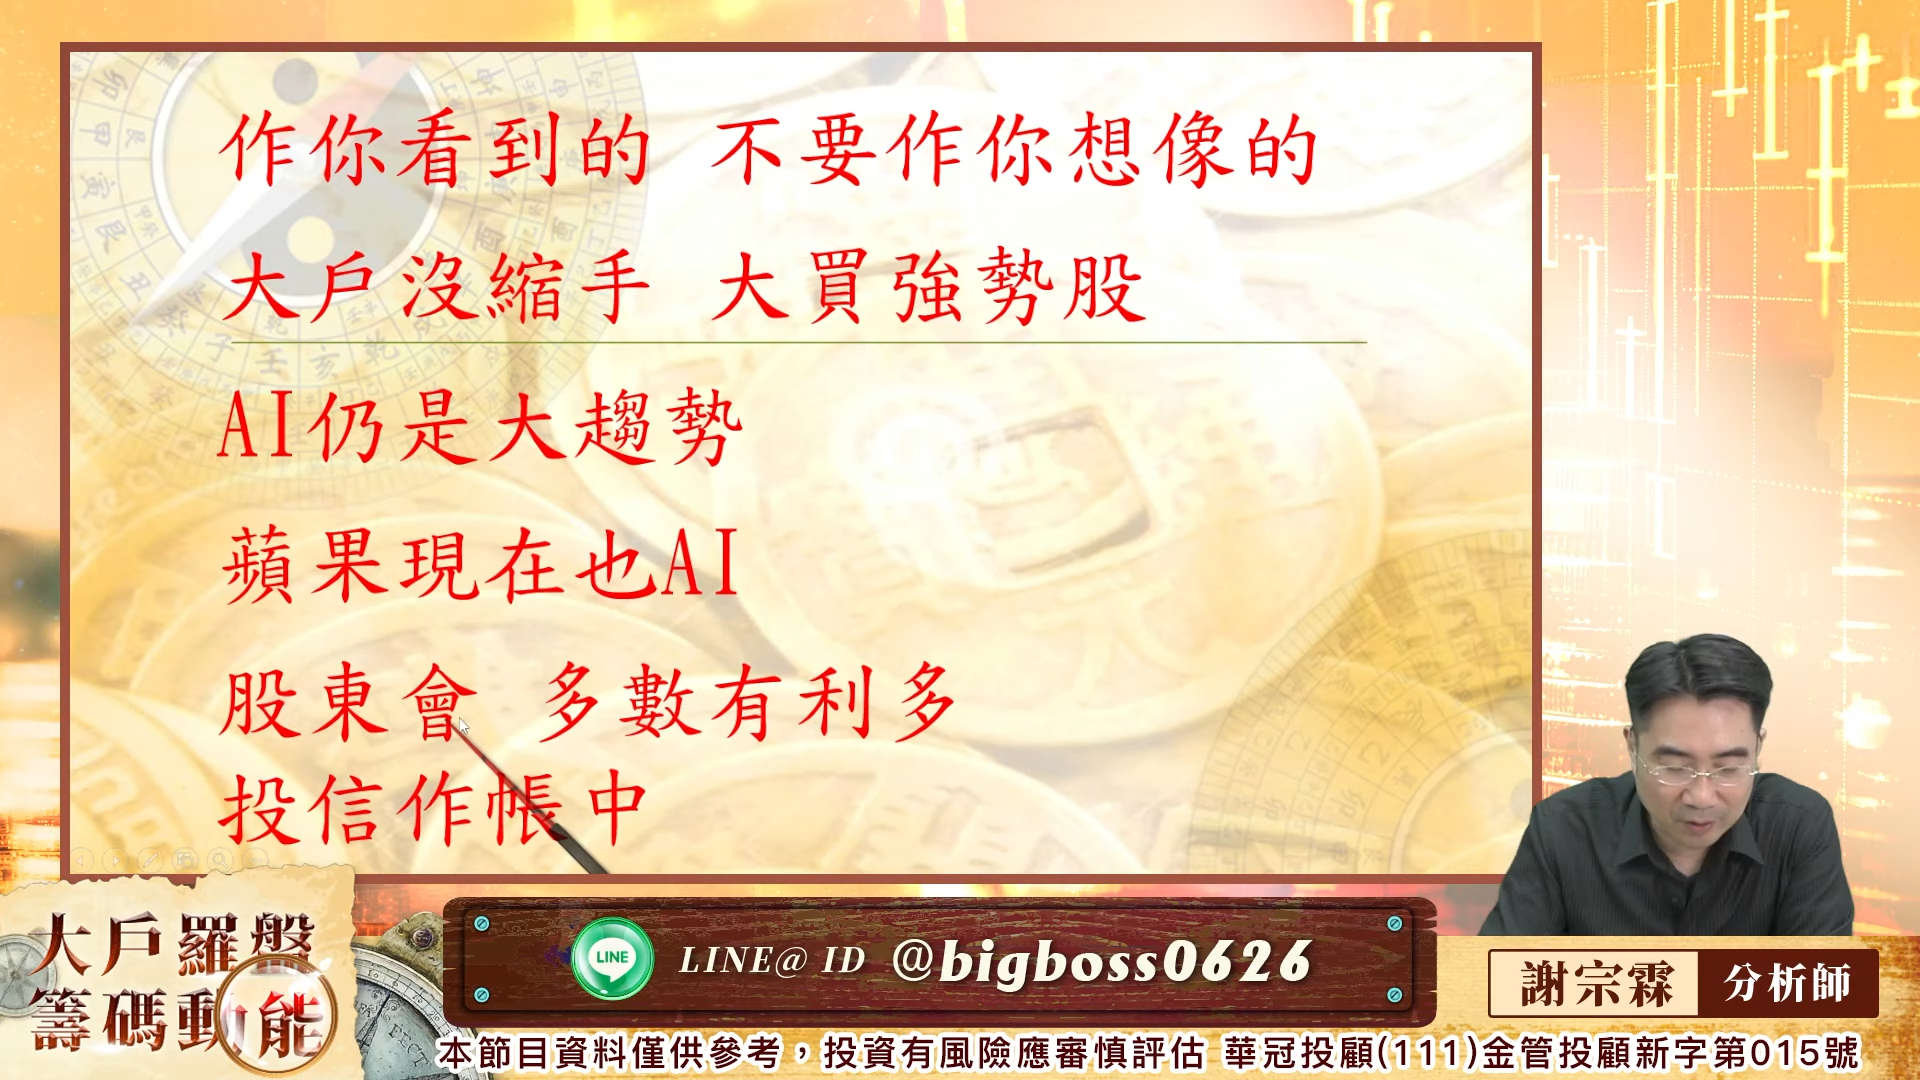 作你看到的 不要作你想像的
大戶沒縮手 大買強勢股
AI仍是大趨勢
蘋果現在也AI
股東會 多數有利多
投信作帳中
大戶羅盤
籌碼動能
LINE
LINE@ ID @bigboss0626
謝宗霖 分析師
本節目資料僅供參考，投資有風險應審慎評估 華冠投顧(111)金管投顧新字第015號